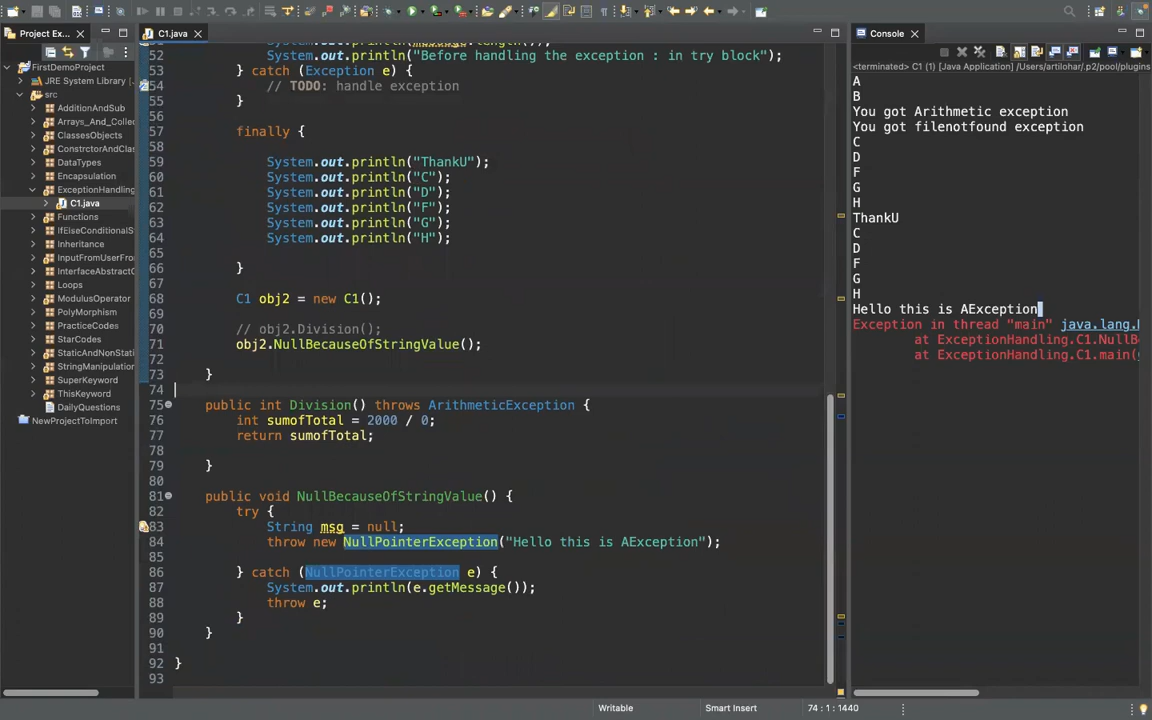 Project Ex...
C1.java
Console
FirstDemoProject
JRE System Library [
src
AdditionAndSub
Arrays_And_Collec
ClassesObjects
ConstrctorAndClas
DataTypes
Encapsulation
ExceptionHandling
C1.java
Functions
IfElseConditionalS
Inheritance
InputFromUserFro
InterfaceAbstract
Loops
ModulusOperator
PolyMorphism
PracticeCodes
StarCodes
StaticAndNonStati
StringManipulation
SuperKeyword
ThisKeyword
DailyQuestions
NewProjectToImport
52 System.out.println("Before handling the exception : in try block");
53 } catch (Exception e) {
54 // TODO: handle exception
55 }
56
57 finally {
58
59 System.out.println("ThankU");
60 System.out.println("C");
61 System.out.println("D");
62 System.out.println("F");
63 System.out.println("G");
64 System.out.println("H");
65
66 }
67
68 C1 obj2 = new C1();
69
70 // obj2.Division();
71 obj2.NullBecauseOfStringValue();
72
73 }
74
75 public int Division() throws ArithmeticException {
76 int sumofTotal = 2000 / 0;
77 return sumofTotal;
78
79 }
80
81 public void NullBecauseOfStringValue() {
82 try {
83 String msg = null;
84 throw new NullPointerException("Hello this is AException");
85
86 } catch (NullPointerException e) {
87 System.out.println(e.getMessage());
88 throw e;
89 }
90 }
91
92 }
93
<terminated> C1 (1) [Java Application] /Users/artilohar/.p2/pool/plugins
A
B
You got Arithmetic exception
You got filenotfound exception
C
D
F
G
H
ThankU
C
D
F
G
H
Hello this is AException
Exception in thread "main" java.lang.
at ExceptionHandling.C1.NullB
at ExceptionHandling.C1.main(
Writable
Smart Insert
74 : 1 : 1440